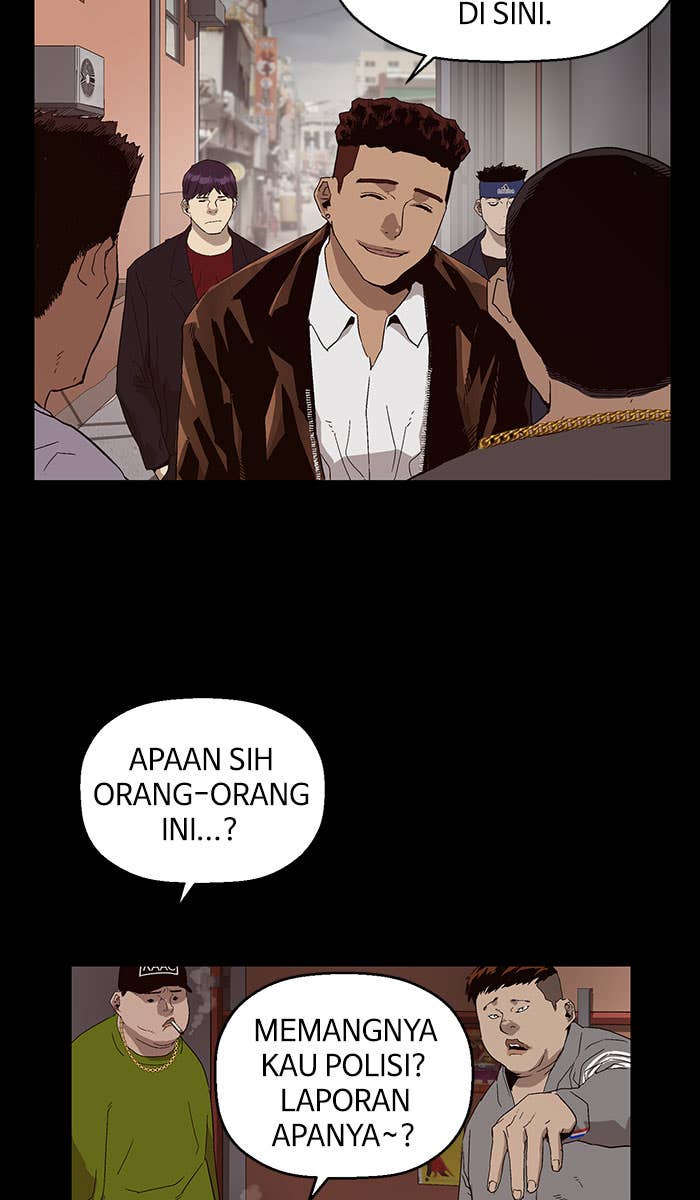 DI SINI.
APAAN SIH
ORANG-ORANG
INI...?
MEMANGNYA
KAU POLISI?
LAPORAN
APANYA~?